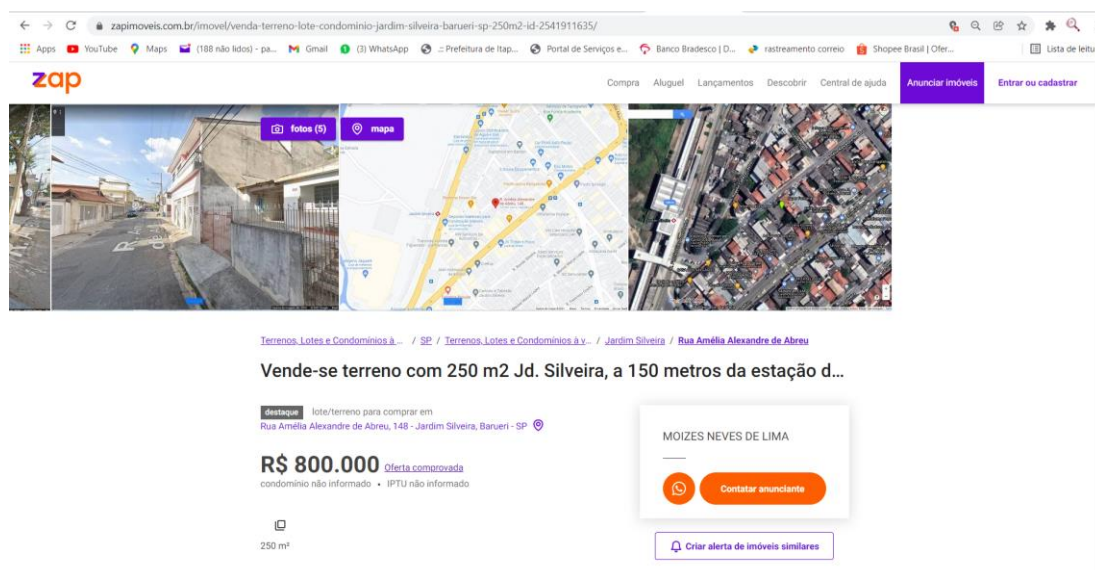 zapimoveis.com.br/imovel/venda-terreno-lote-condominio-jardim-silveira-barueri-sp-250m2-id-2541911635/
Apps YouTube Maps (188 não lidos) - pa... Gmail (3) WhatsApp .:: Prefeitura de Itap... Portal de Serviços e... Banco Bradesco | D... rastreamento correio Shopee Brasil | Ofer... Lista de leitu
zap Compra Aluguel Lançamentos Descobrir Central de ajuda Anunciar imóveis Entrar ou cadastrar
fotos (5) mapa
Terrenos, Lotes e Condomínios à ... / SP / Terrenos, Lotes e Condomínios à v... / Jardim Silveira / Rua Amélia Alexandre de Abreu
Vende-se terreno com 250 m2 Jd. Silveira, a 150 metros da estação d...
destaque lote/terreno para comprar em
Rua Amélia Alexandre de Abreu, 148 - Jardim Silveira, Barueri - SP
R$ 800.000 Oferta comprovada
condomínio não informado • IPTU não informado
250 m²
MOIZES NEVES DE LIMA
Contatar anunciante
Criar alerta de imóveis similares